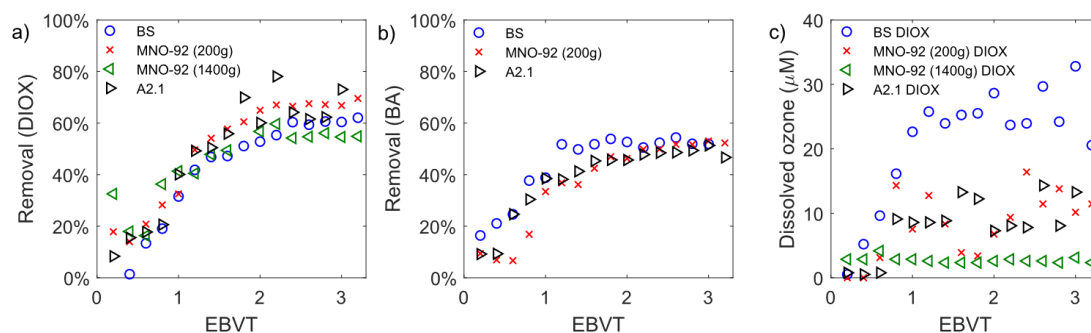 a)
100%
80%
60%
40%
20%
0%
Removal (DIOX)
BS
MNO-92 (200g)
MNO-92 (1400g)
A2.1
0 1 2 3
EBVT
b)
100%
80%
60%
40%
20%
0%
Removal (BA)
BS
MNO-92 (200g)
A2.1
0 1 2 3
EBVT
c)
40
30
20
10
0
Dissolved ozone (μM)
BS DIOX
MNO-92 (200g) DIOX
MNO-92 (1400g) DIOX
A2.1 DIOX
0 1 2 3
EBVT